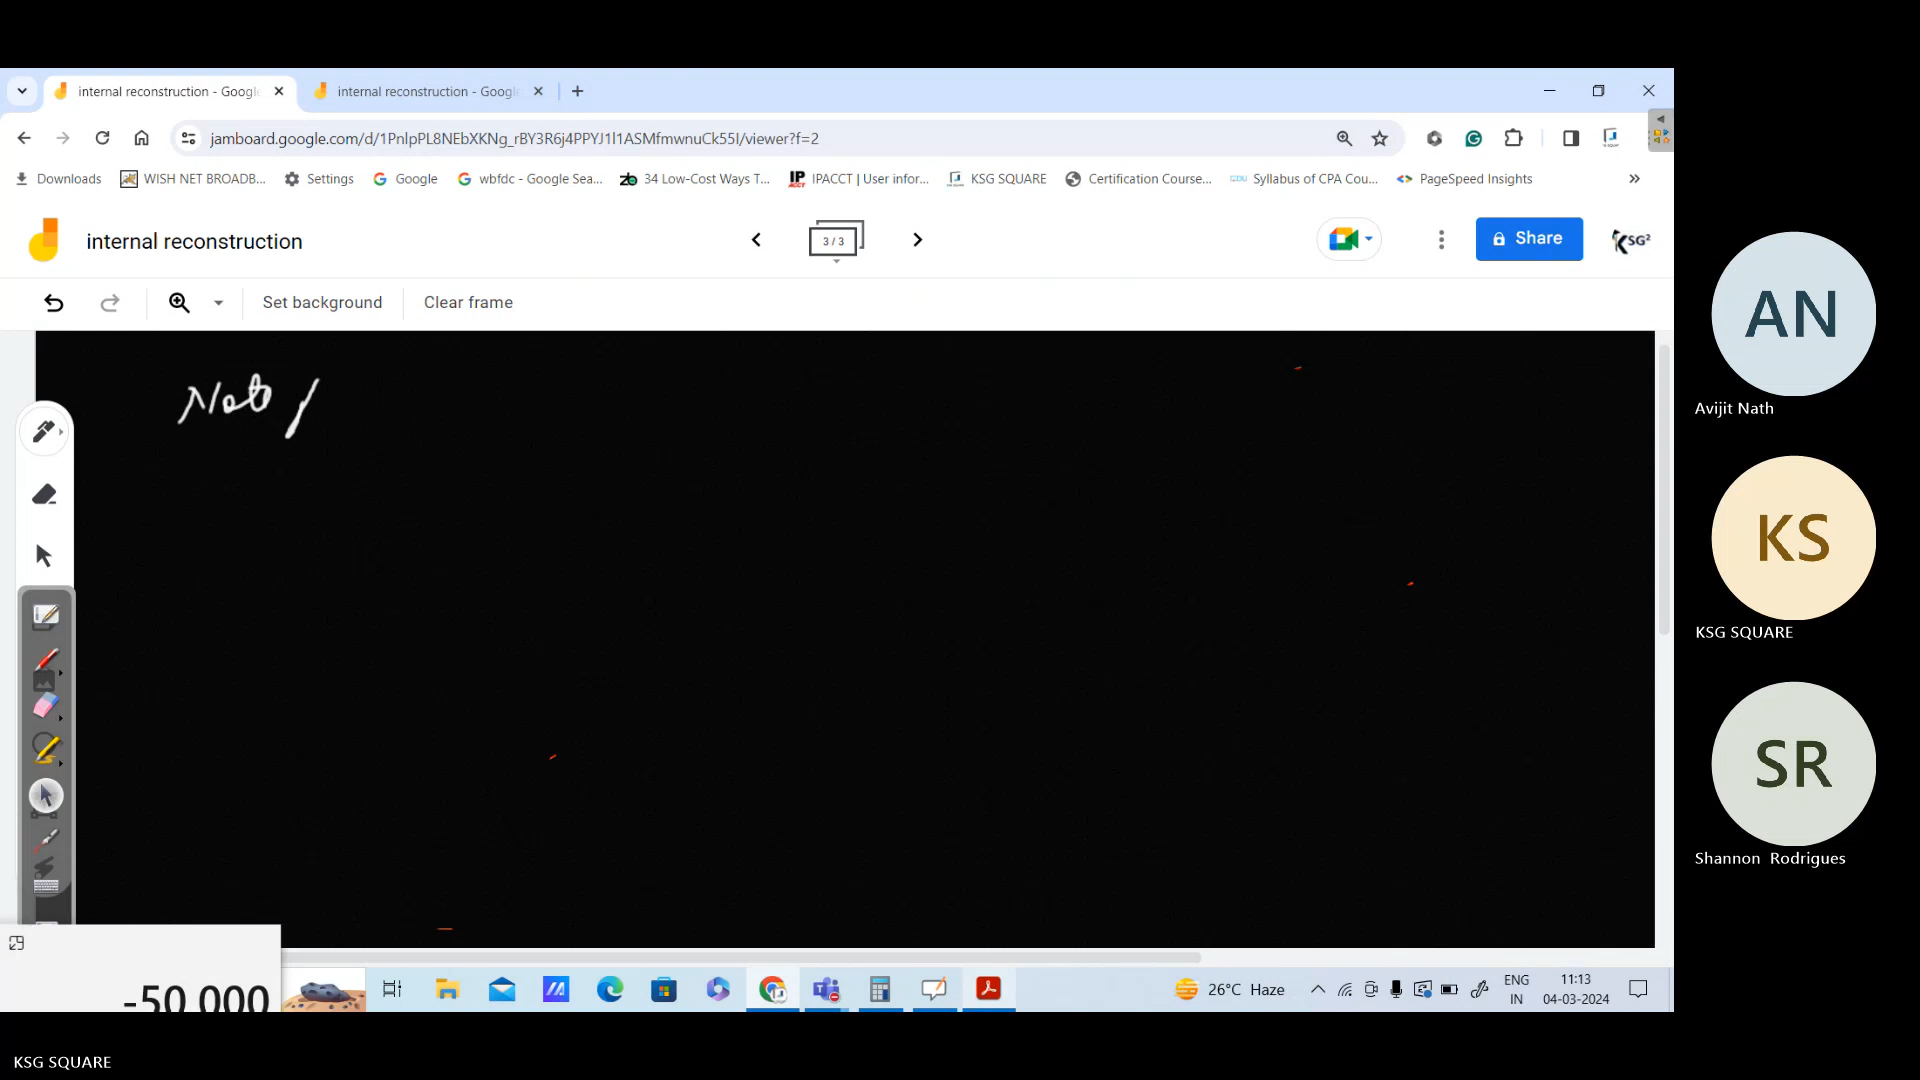 internal reconstruction - Google
internal reconstruction - Google
jamboard.google.com/d/1PnlpPL8NEbXKNg_rBY3R6j4PPYJ1l1ASMfmwnuCk55I/viewer?f=2
Downloads
WISH NET BROADB...
Settings
Google
wbfdc - Google Sea...
34 Low-Cost Ways T...
IPACCT | User infor...
KSG SQUARE
Certification Course...
Syllabus of CPA Cou...
PageSpeed Insights
internal reconstruction
3 / 3
Share
KSG²
Set background
Clear frame
AN
Avijit Nath
KS
KSG SQUARE
SR
Shannon Rodrigues
-50,000
26°C Haze
ENG
IN
11:13
04-03-2024
KSG SQUARE